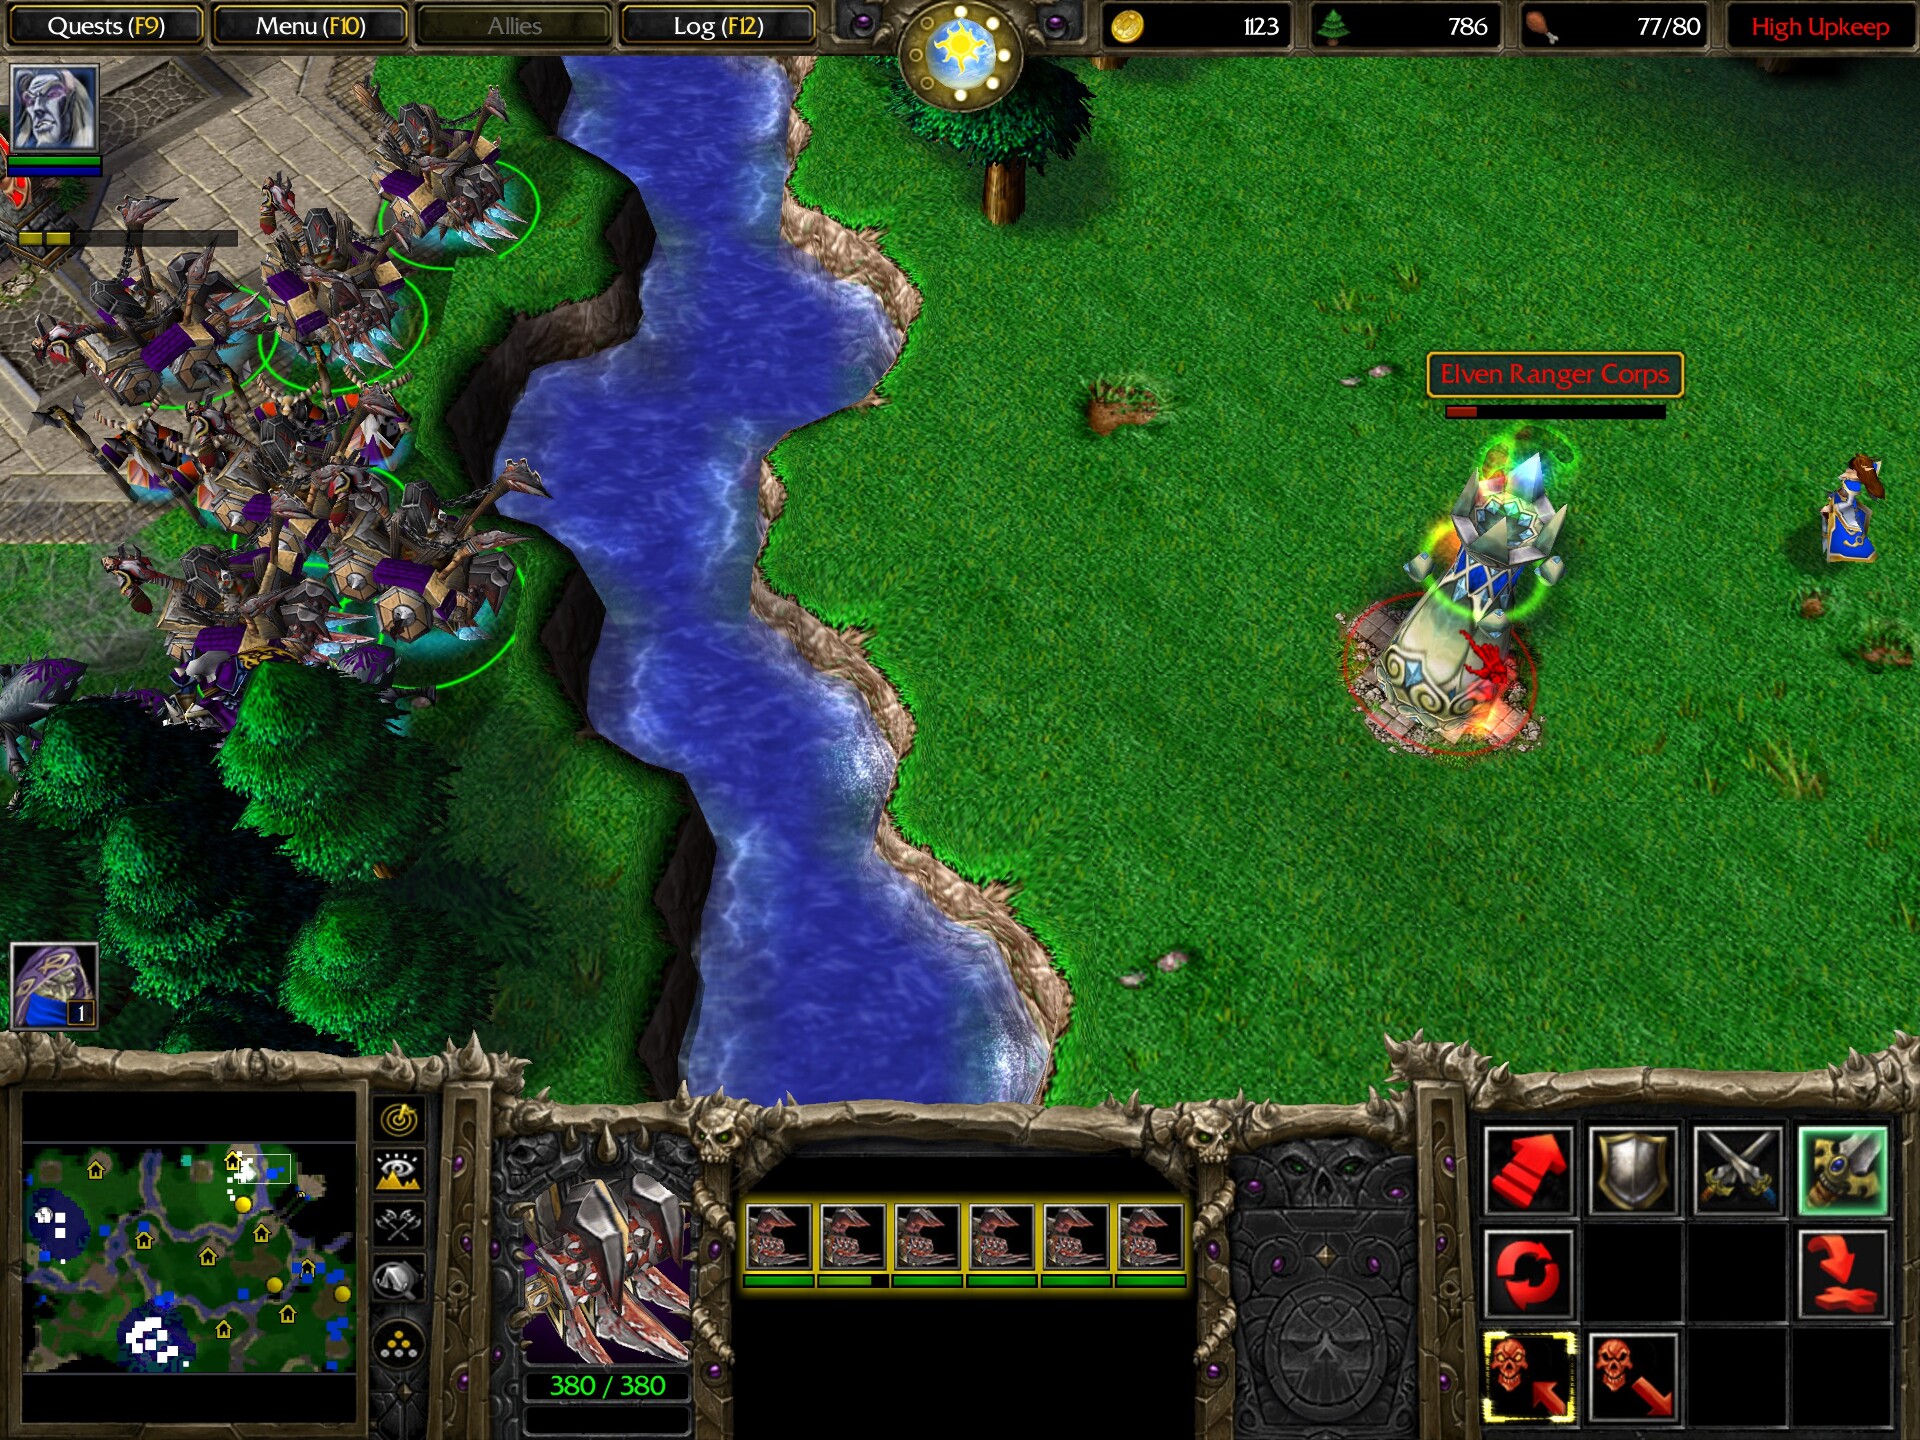 Quests (F9)
Menu (F10)
Allies
Log (F12)
1123
786
77/80
High Upkeep
Elven Ranger Corps
1
380 / 380